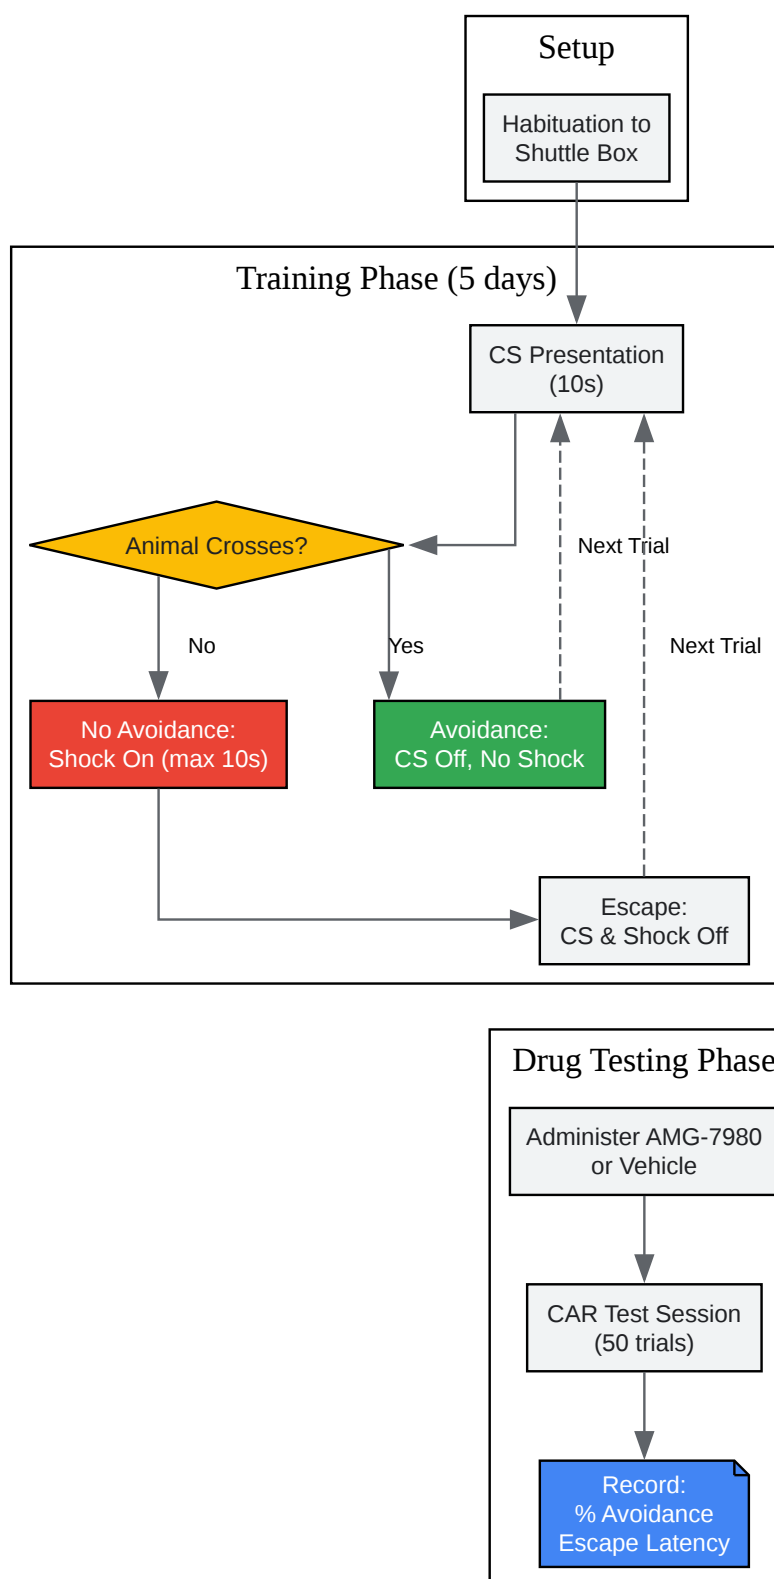 Setup
Habituation to
Shuttle Box
Training Phase (5 days)
CS Presentation
(10s)
Animal Crosses?
Next Trial
No
Yes
Next Trial
No Avoidance:
Shock On (max 10s)
Avoidance:
CS Off, No Shock
Escape:
CS & Shock Off
Drug Testing Phase
Administer AMG-7980
or Vehicle
CAR Test Session
(50 trials)
Record:
% Avoidance
Escape Latency